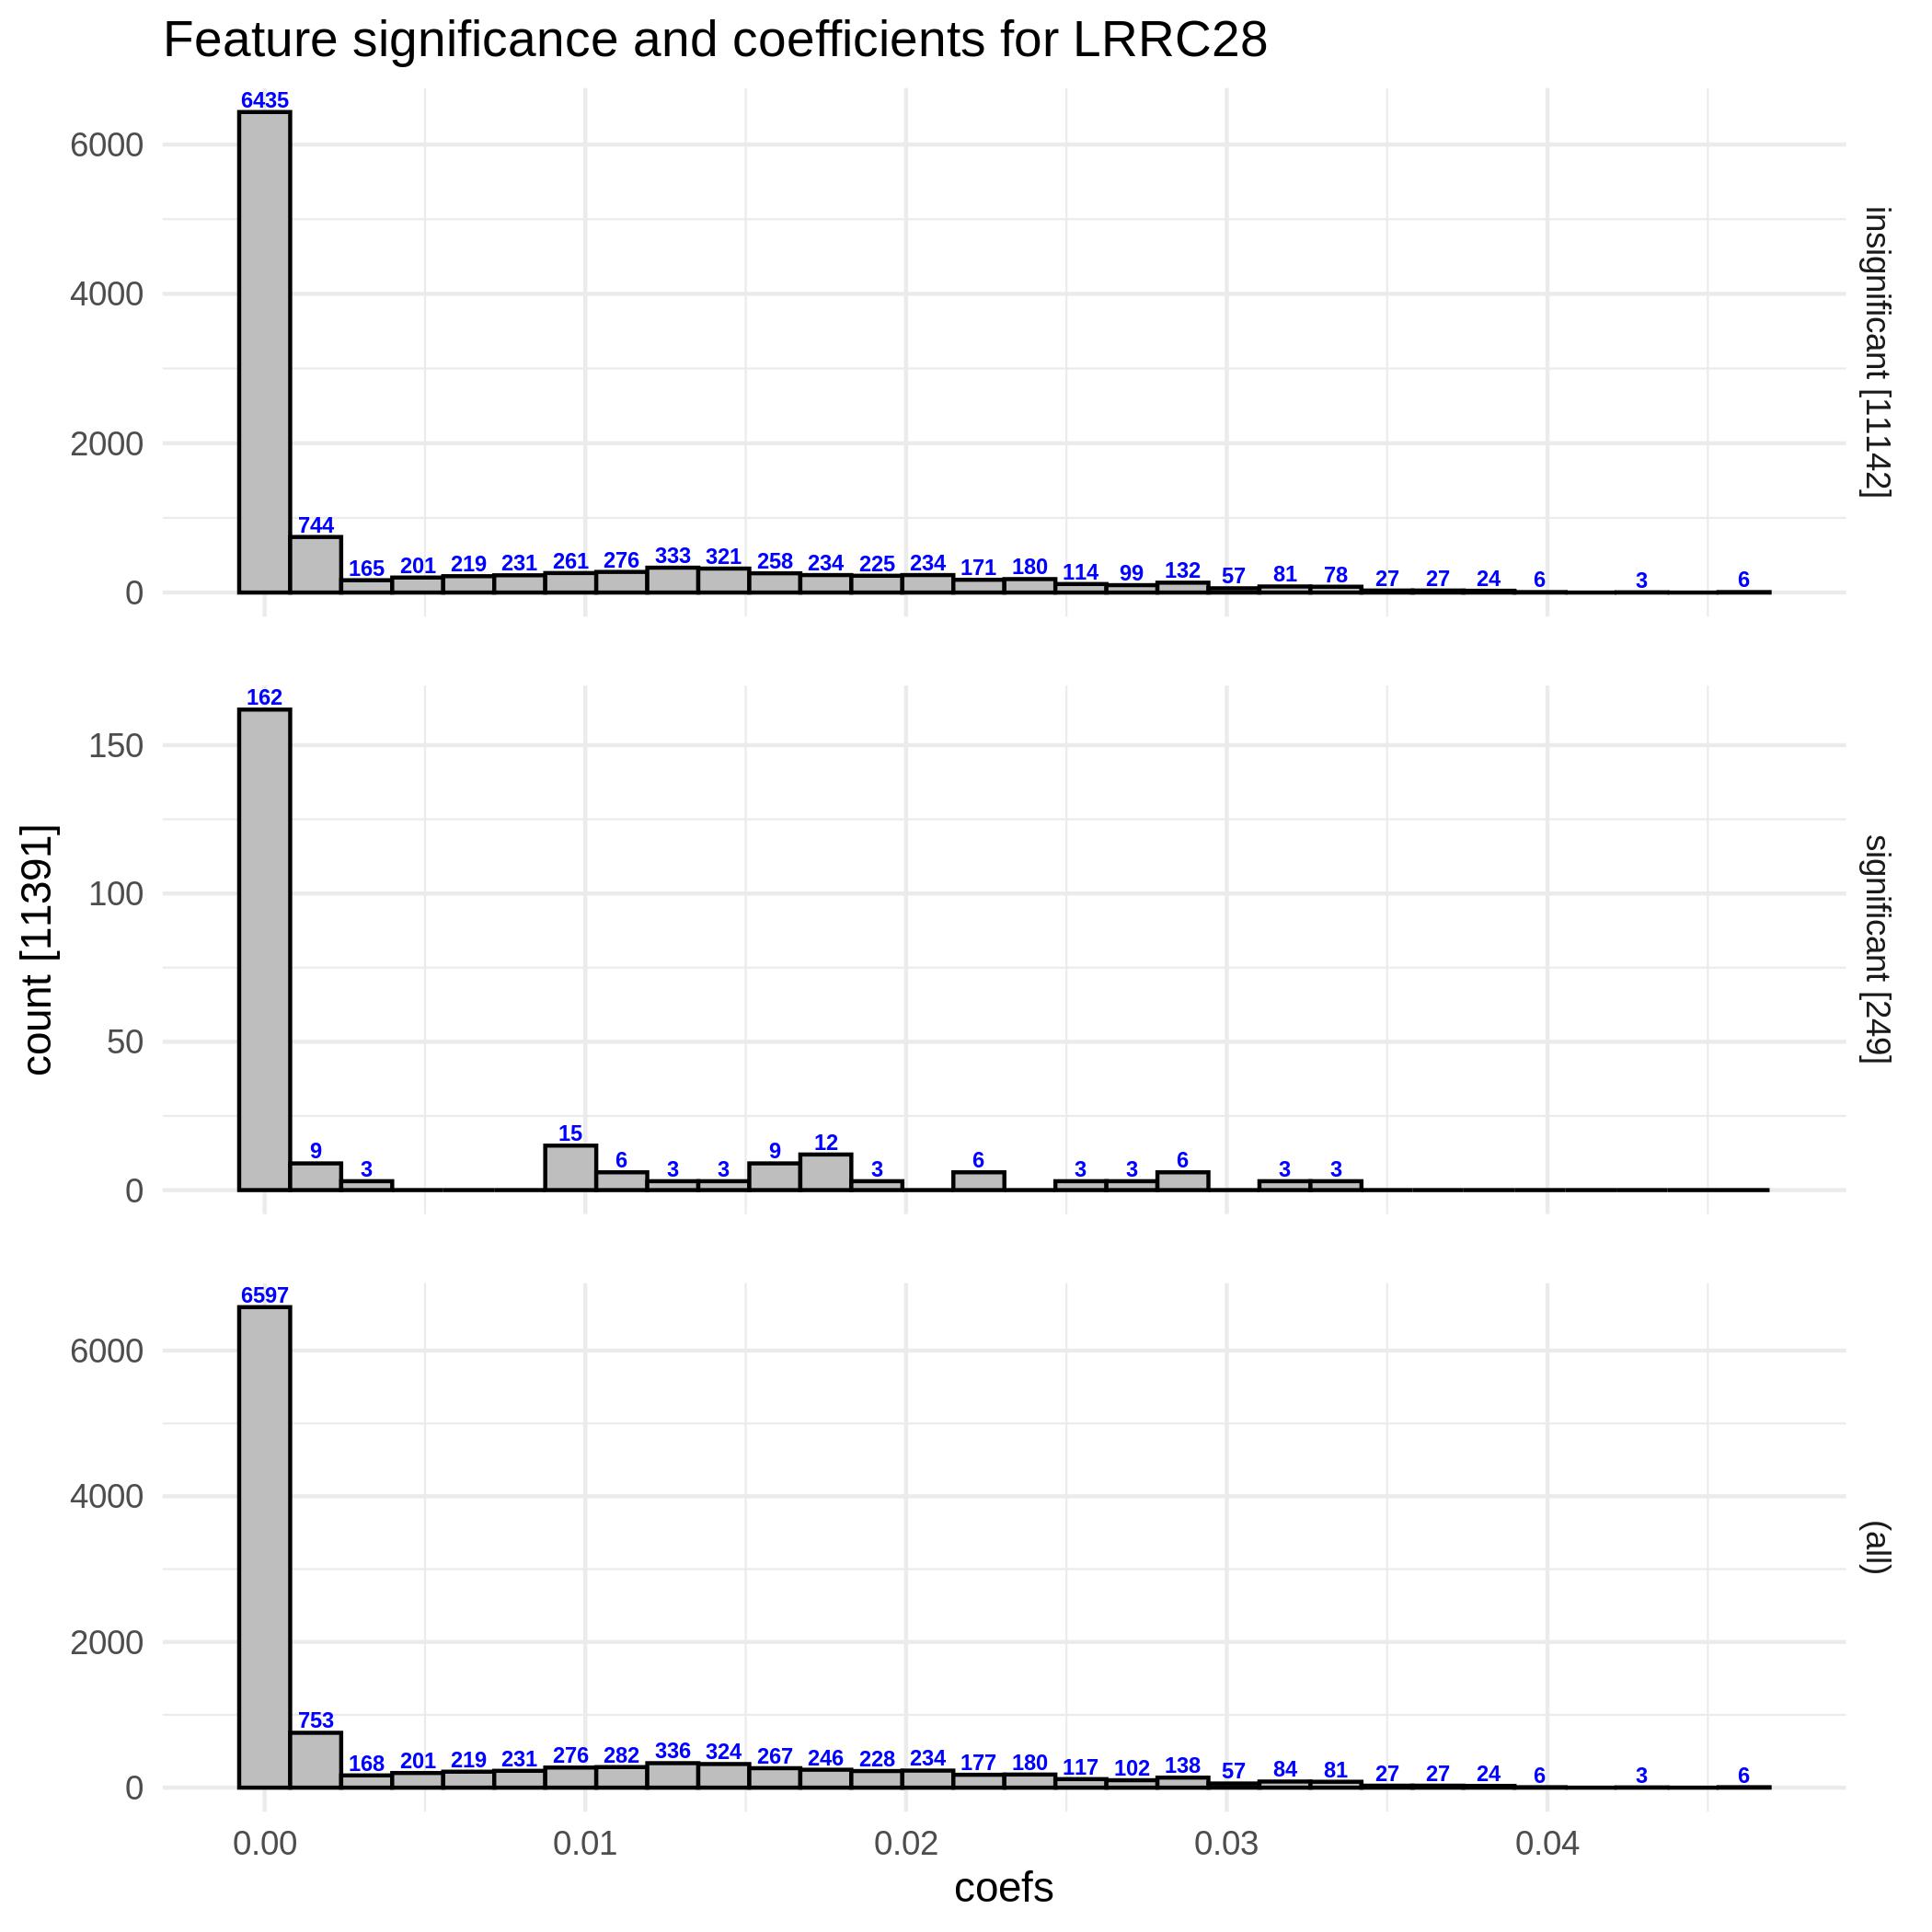 Feature significance and coefficients for LRRC28
6435
6000
4000
2000
0
744 165 201 219 231 261 276 333 321 258 234 225 234 171 180 114 99 132 57 81 78 27 27 24 6 3 6
insignificant [11142]
162
150
100
50
0
9 3 15 6 3 3 9 12 3 6 3 3 6 3 3
significant [249]
count [11391]
6597
6000
4000
2000
0
753 168 201 219 231 276 282 336 324 267 246 228 234 177 180 117 102 138 57 84 81 27 27 24 6 3 6
(all)
0.00 0.01 0.02 0.03 0.04
coefs